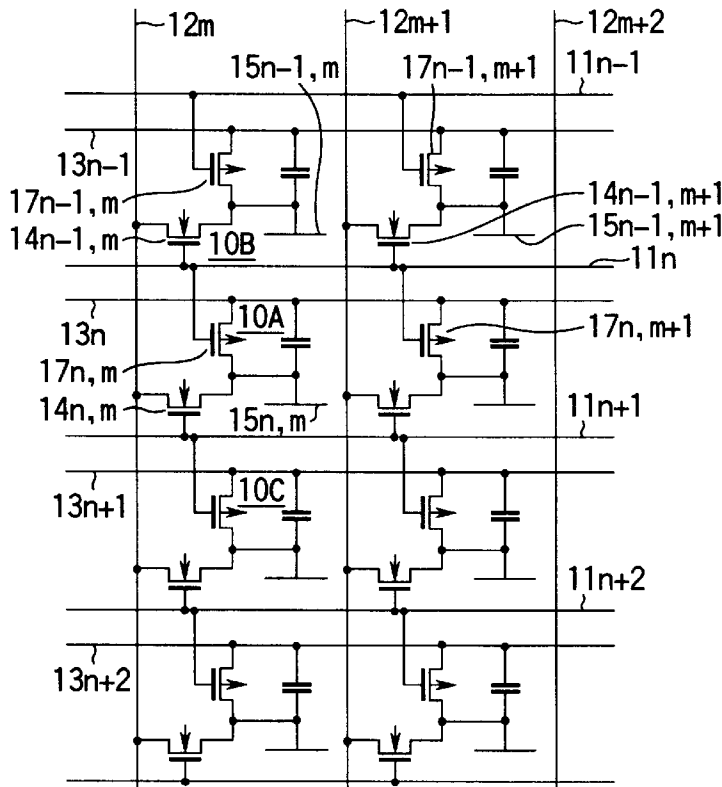 12m 12m+1 12m+2
15n-1, m 17n-1, m+1 11n-1
13n-1
17n-1, m 14n-1, m+1
14n-1, m 10B 15n-1, m+1
11n
13n 10A
17n, m 17n, m+1
14n, m 15n, m 11n+1
13n+1 10C
11n+2
13n+2